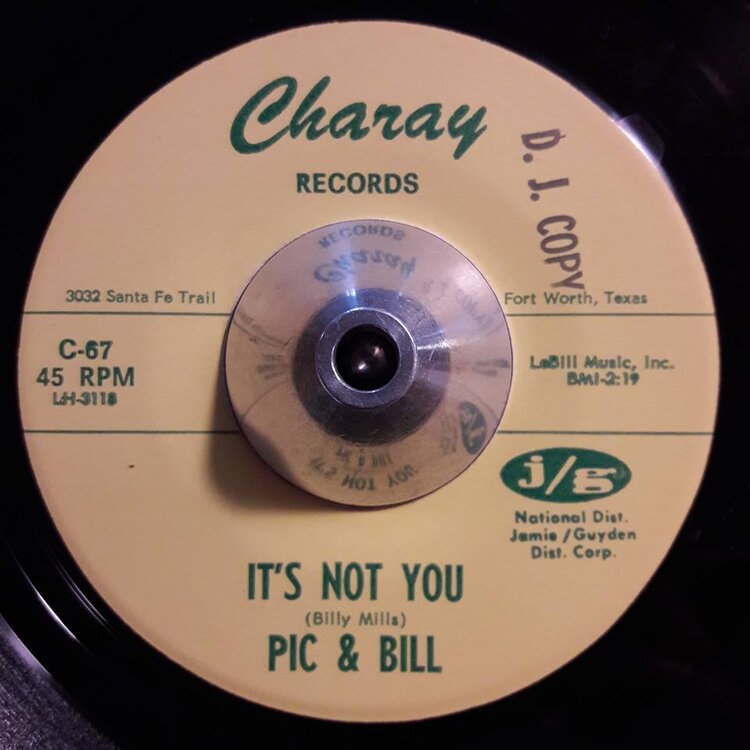 Charay
RECORDS
D. J. COPY
3032 Santa Fe Trail
Fort Worth, Texas
C-67
45 RPM
LH-3118
LeBill Music, Inc.
BMI-2:19
j/g
National Dist.
Jamie/Guyden
Dist. Corp.
IT'S NOT YOU
(Billy Mills)
PIC & BILL